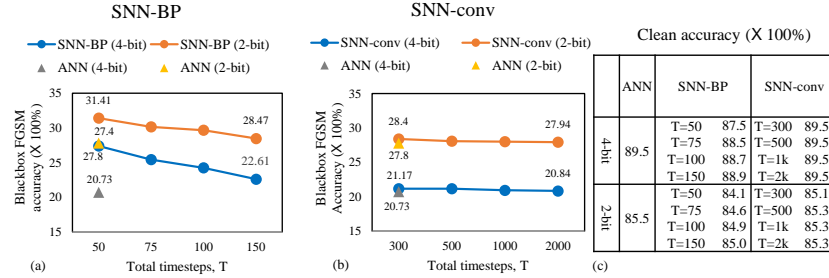 SNN-BP
SNN-BP (4-bit) SNN-BP (2-bit)
ANN (4-bit) ANN (2-bit)
Blackbox FGSM
accuracy (X 100%)
35
30
25
20
15
31.41
27.4
27.8
20.73
28.47
22.61
50 75 100 150
(a) Total timesteps, T
SNN-conv
SNN-conv (4-bit) SNN-conv (2-bit)
ANN (4-bit) ANN (2-bit)
Blackbox FGSM
Accuracy (X 100%)
35
30
25
20
15
28.4
27.8
21.17
20.73
27.94
20.84
300 500 1000 2000
(b) Total timesteps, T
Clean accuracy (X 100%)
ANN SNN-BP SNN-conv
4-bit 89.5
T=50 87.5 T=300 89.5
T=75 88.5 T=500 89.5
T=100 88.7 T=1k 89.5
T=150 88.9 T=2k 89.5
2-bit 85.5
T=50 84.1 T=300 85.1
T=75 84.6 T=500 85.3
T=100 84.9 T=1k 85.3
T=150 85.0 T=2k 85.3
(c)